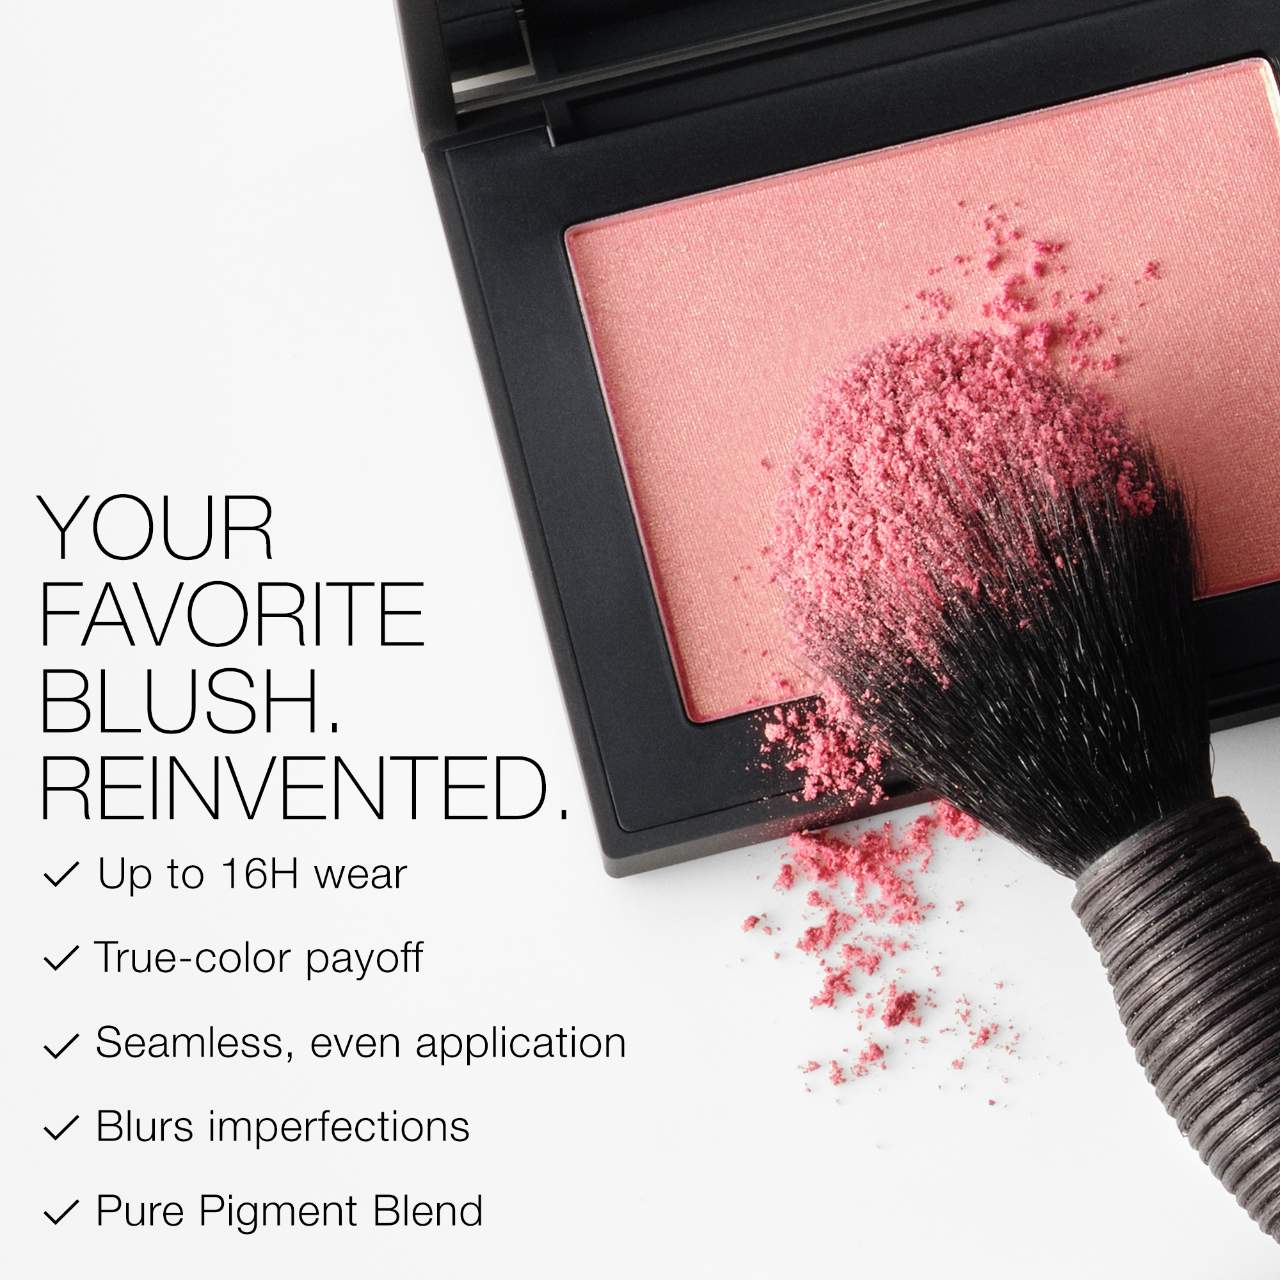 YOUR
FAVORITE
BLUSH.
REINVENTED.
Up to 16H wear
True-color payoff
Seamless, even application
Blurs imperfections
Pure Pigment Blend